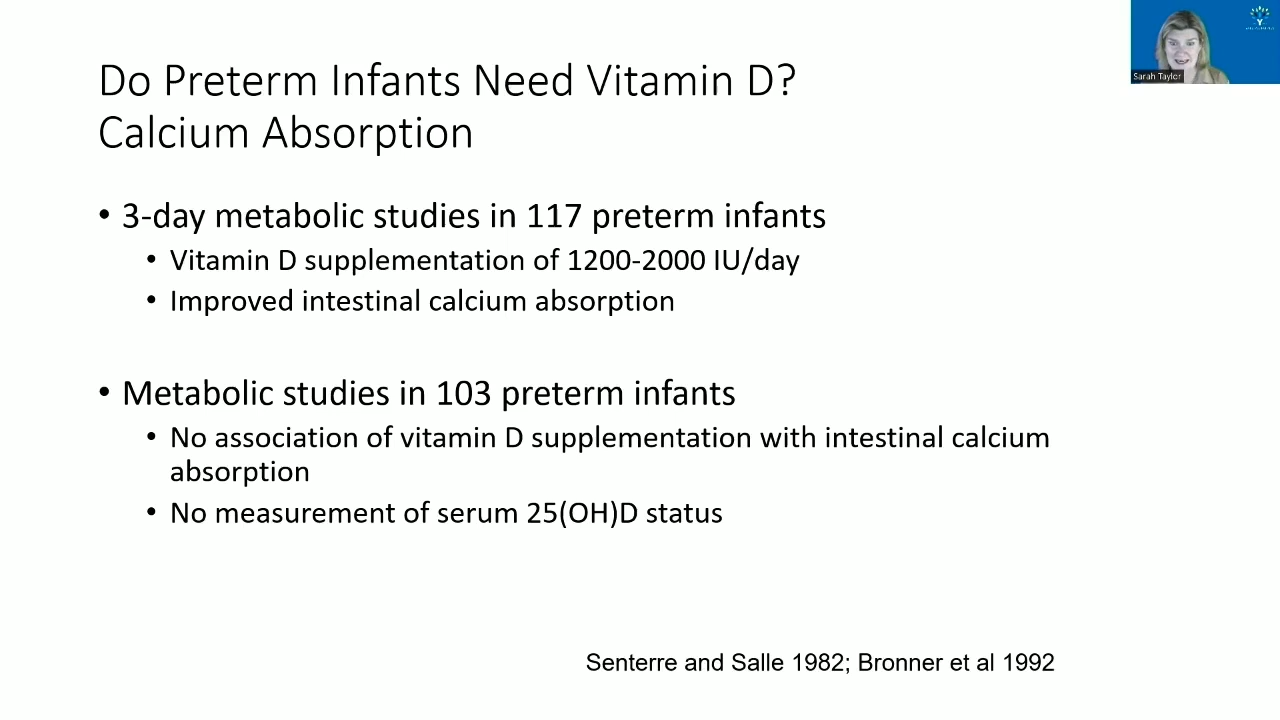 Do Preterm Infants Need Vitamin D?
Calcium Absorption
• 3-day metabolic studies in 117 preterm infants
• Vitamin D supplementation of 1200-2000 IU/day
• Improved intestinal calcium absorption
• Metabolic studies in 103 preterm infants
• No association of vitamin D supplementation with intestinal calcium
absorption
• No measurement of serum 25(OH)D status
Senterre and Salle 1982; Bronner et al 1992
Sarah Taylor